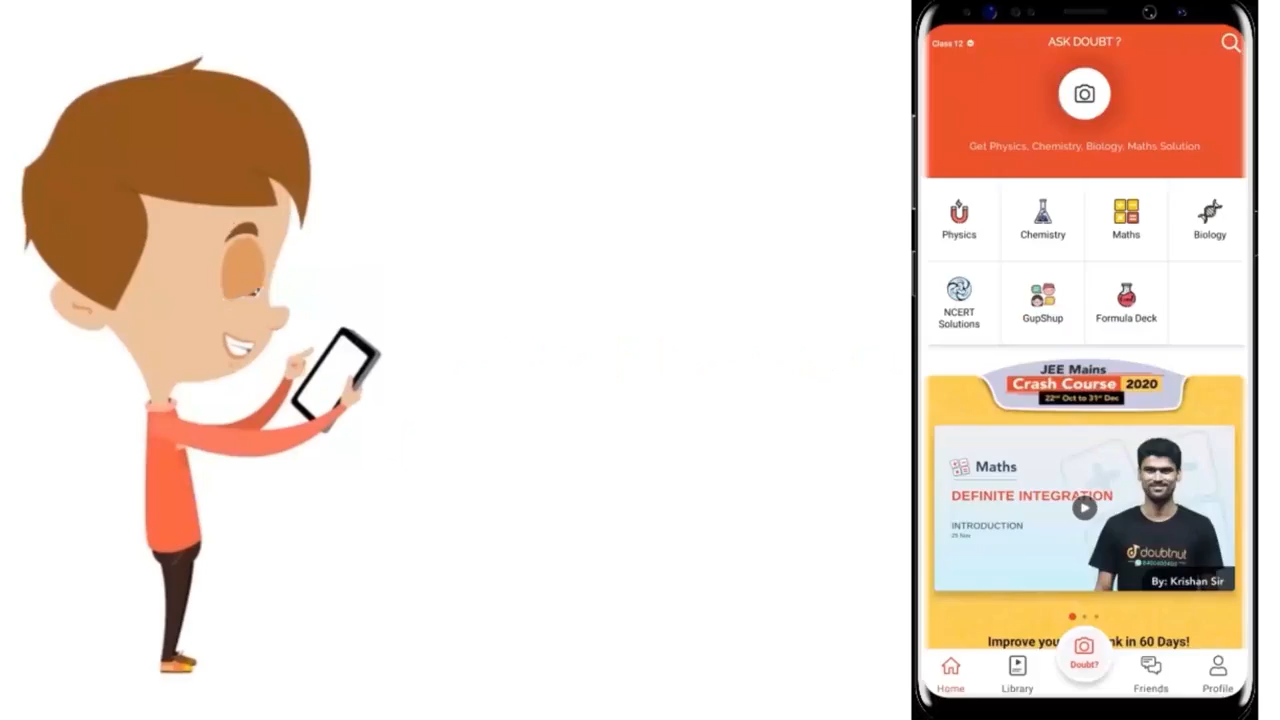 Class 12
ASK DOUBT ?
Get Physics, Chemistry, Biology, Maths Solution
Physics
Chemistry
Maths
Biology
NCERT
Solutions
GupShup
Formula Deck
JEE Mains
Crash Course 2020
22nd Oct to 31st Dec
Maths
DEFINITE INTEGRATION
INTRODUCTION
doubtnut
By: Krishan Sir
Improve you
nk in 60 Days!
Doubt?
Home
Library
Friends
Profile